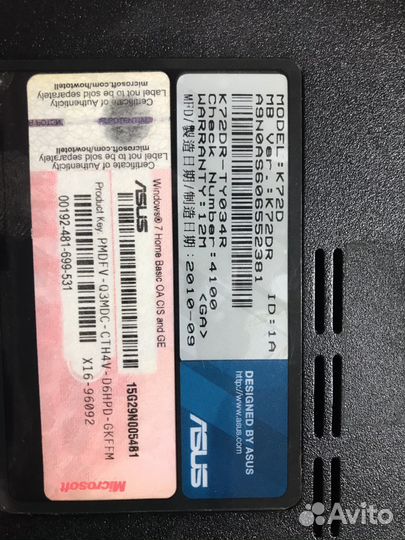 Label not to be sold separately
Certificate of Authenticity
microsoft.com/howtotell
Label not to be sold separately
Certificate of Authenticity
microsoft.com/howtotell
ASUS
Windows® 7 Home Basic OA CIS and GE
Product Key: PMDFV-Q3MDC-CTH4V-D6HPD-GKFFM
00192-481-699-531
X16-96092
15G29N005481
Microsoft
MODEL:K72D
MB Ver.:K72DR ID:1A
A9N0AS606552381
K72DR-TY034R
Chec Number:4100
WARRANTY:12M <GA>
MFD/製造日期/制造日期:2010-09
DESIGNED BY ASUS
http://www.asus.com
ASUS
Avito